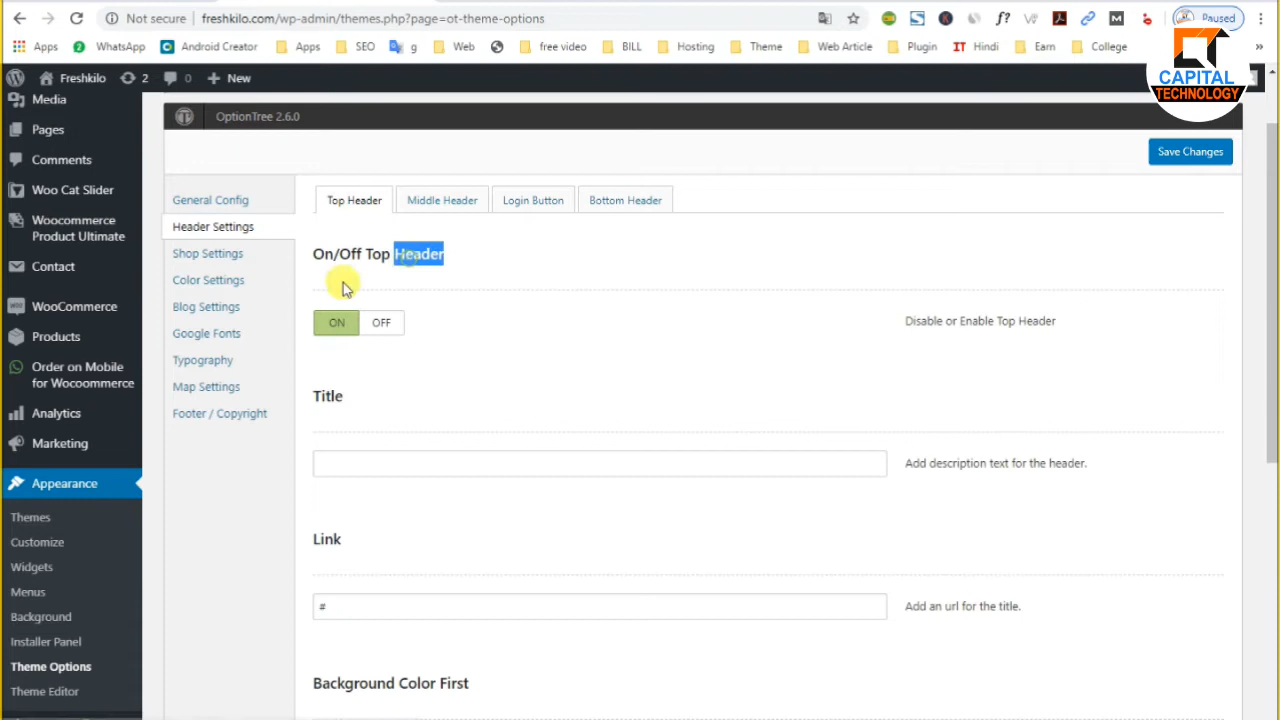 Not secure freshkilo.com/wp-admin/themes.php?page=ot-theme-options
Paused
Apps WhatsApp Android Creator Apps SEO g Web free video BILL Hosting Theme Web Article Plugin IT Hindi Earn College »
Freshkilo 2 0 + New
CAPITAL
TECHNOLOGY
Media
Pages
Comments
Woo Cat Slider
Woocommerce
Product Ultimate
Contact
WooCommerce
Products
Order on Mobile
for Wocoommerce
Analytics
Marketing
Appearance
Themes
Customize
Widgets
Menus
Background
Installer Panel
Theme Options
Theme Editor
OptionTree 2.6.0
Save Changes
General Config
Header Settings
Shop Settings
Color Settings
Blog Settings
Google Fonts
Typography
Map Settings
Footer / Copyright
Top Header Middle Header Login Button Bottom Header
On/Off Top Header
ON OFF
Disable or Enable Top Header
Title
Add description text for the header.
Link
#
Add an url for the title.
Background Color First